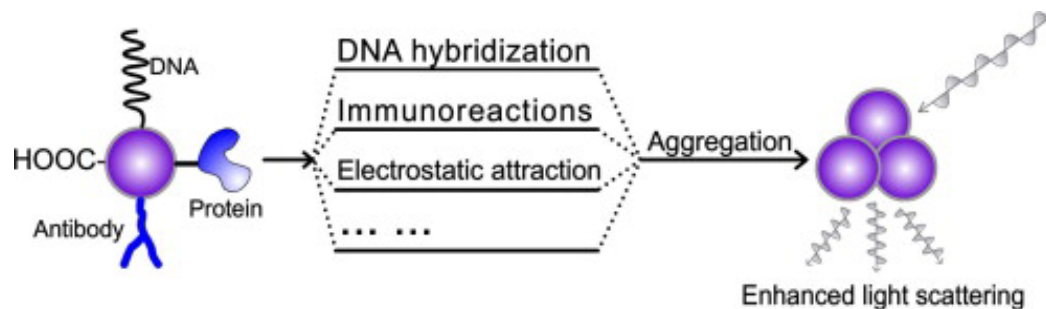 DNA
HOOC-
Protein
Antibody
DNA hybridization
Immunoreactions
Electrostatic attraction
... ...
Aggregation
Enhanced light scattering